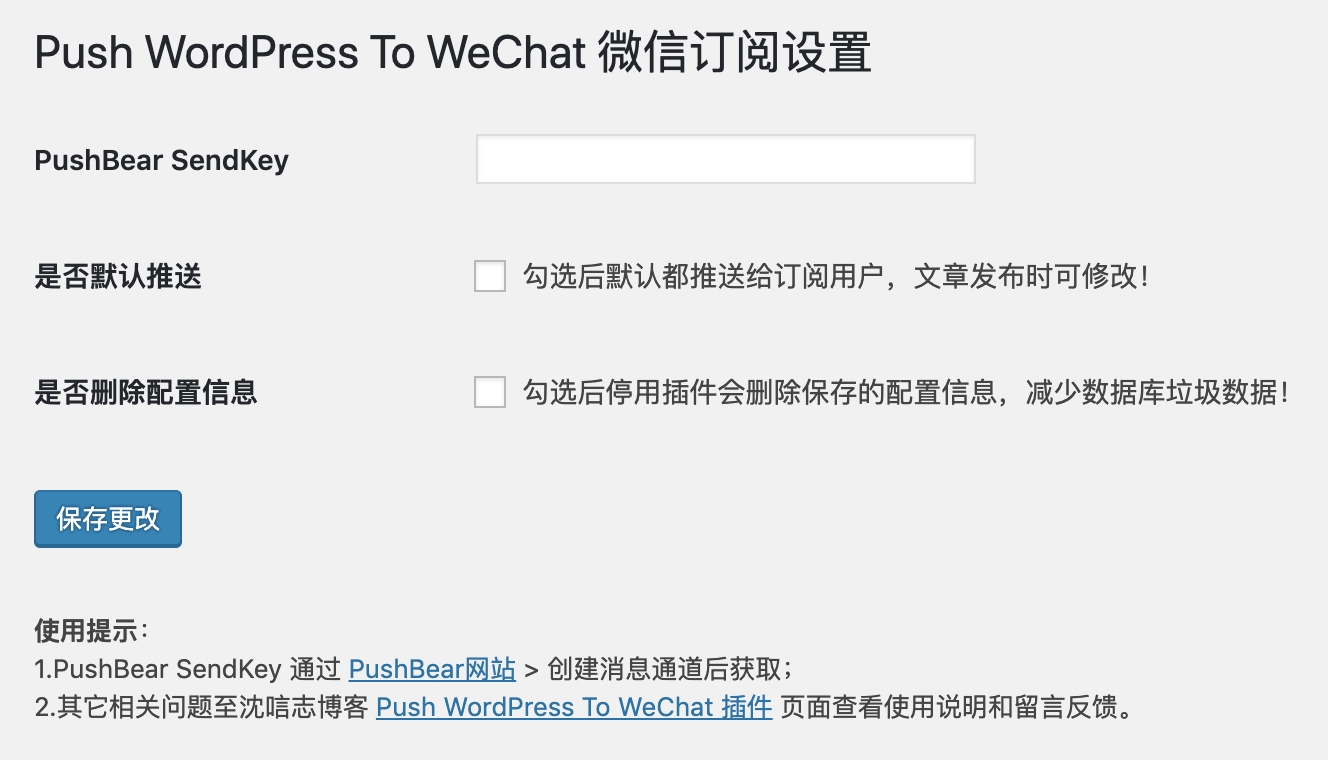 Push WordPress To WeChat 微信订阅设置
PushBear SendKey
是否默认推送
勾选后默认都推送给订阅用户，文章发布时可修改！
是否删除配置信息
勾选后停用插件会删除保存的配置信息，减少数据库垃圾数据！
保存更改
使用提示：
1.PushBear SendKey 通过 PushBear网站 > 创建消息通道后获取；
2.其它相关问题至沈唁志博客 Push WordPress To WeChat 插件 页面查看使用说明和留言反馈。